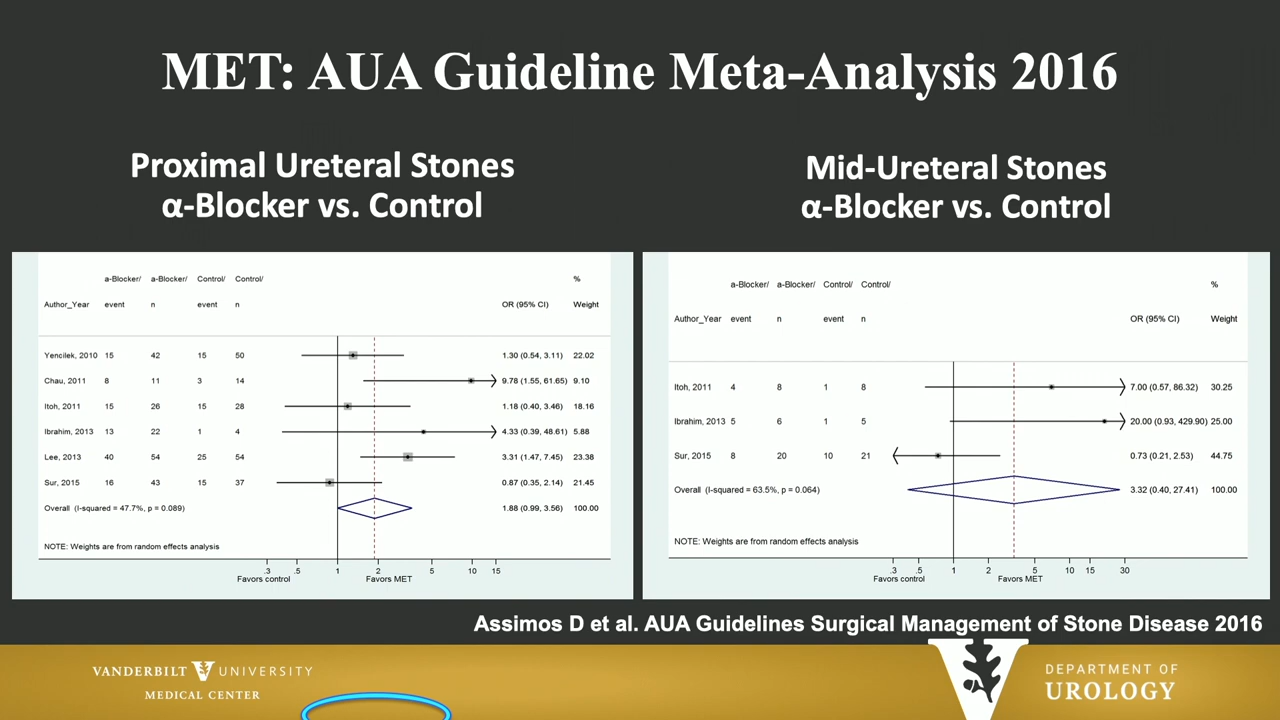 MET: AUA Guideline Meta-Analysis 2016
Proximal Ureteral Stones
α-Blocker vs. Control
a-Blocker/ a-Blocker/ Control/ Control/ %
Author_Year event n event n OR (95% CI) Weight
Yencilek, 2010 15 42 15 50 1.30 (0.54, 3.11) 22.02
Chau, 2011 8 11 3 14 9.78 (1.55, 61.65) 9.10
Itoh, 2011 15 26 15 28 1.18 (0.40, 3.46) 18.16
Ibrahim, 2013 13 22 1 4 4.33 (0.39, 48.61) 5.88
Lee, 2013 40 54 25 54 3.31 (1.47, 7.45) 23.38
Sur, 2015 16 43 15 37 0.87 (0.35, 2.14) 21.45
Overall (I-squared = 47.7%, p = 0.089) 1.88 (0.99, 3.56) 100.00
NOTE: Weights are from random effects analysis
.3 .5 1 2 5 10 15
Favors control Favors MET
Mid-Ureteral Stones
α-Blocker vs. Control
a-Blocker/ a-Blocker/ Control/ Control/ %
Author_Year event n event n OR (95% CI) Weight
Itoh, 2011 4 8 1 8 7.00 (0.57, 86.32) 30.25
Ibrahim, 2013 5 6 1 5 20.00 (0.93, 429.90) 25.00
Sur, 2015 8 20 10 21 0.73 (0.21, 2.53) 44.75
Overall (I-squared = 63.5%, p = 0.064) 3.32 (0.40, 27.41) 100.00
NOTE: Weights are from random effects analysis
.3 .5 1 2 5 10 15 30
Favors control Favors MET
Assimos D et al. AUA Guidelines Surgical Management of Stone Disease 2016
VANDERBILT V UNIVERSITY
MEDICAL CENTER
V
DEPARTMENT OF
UROLOGY